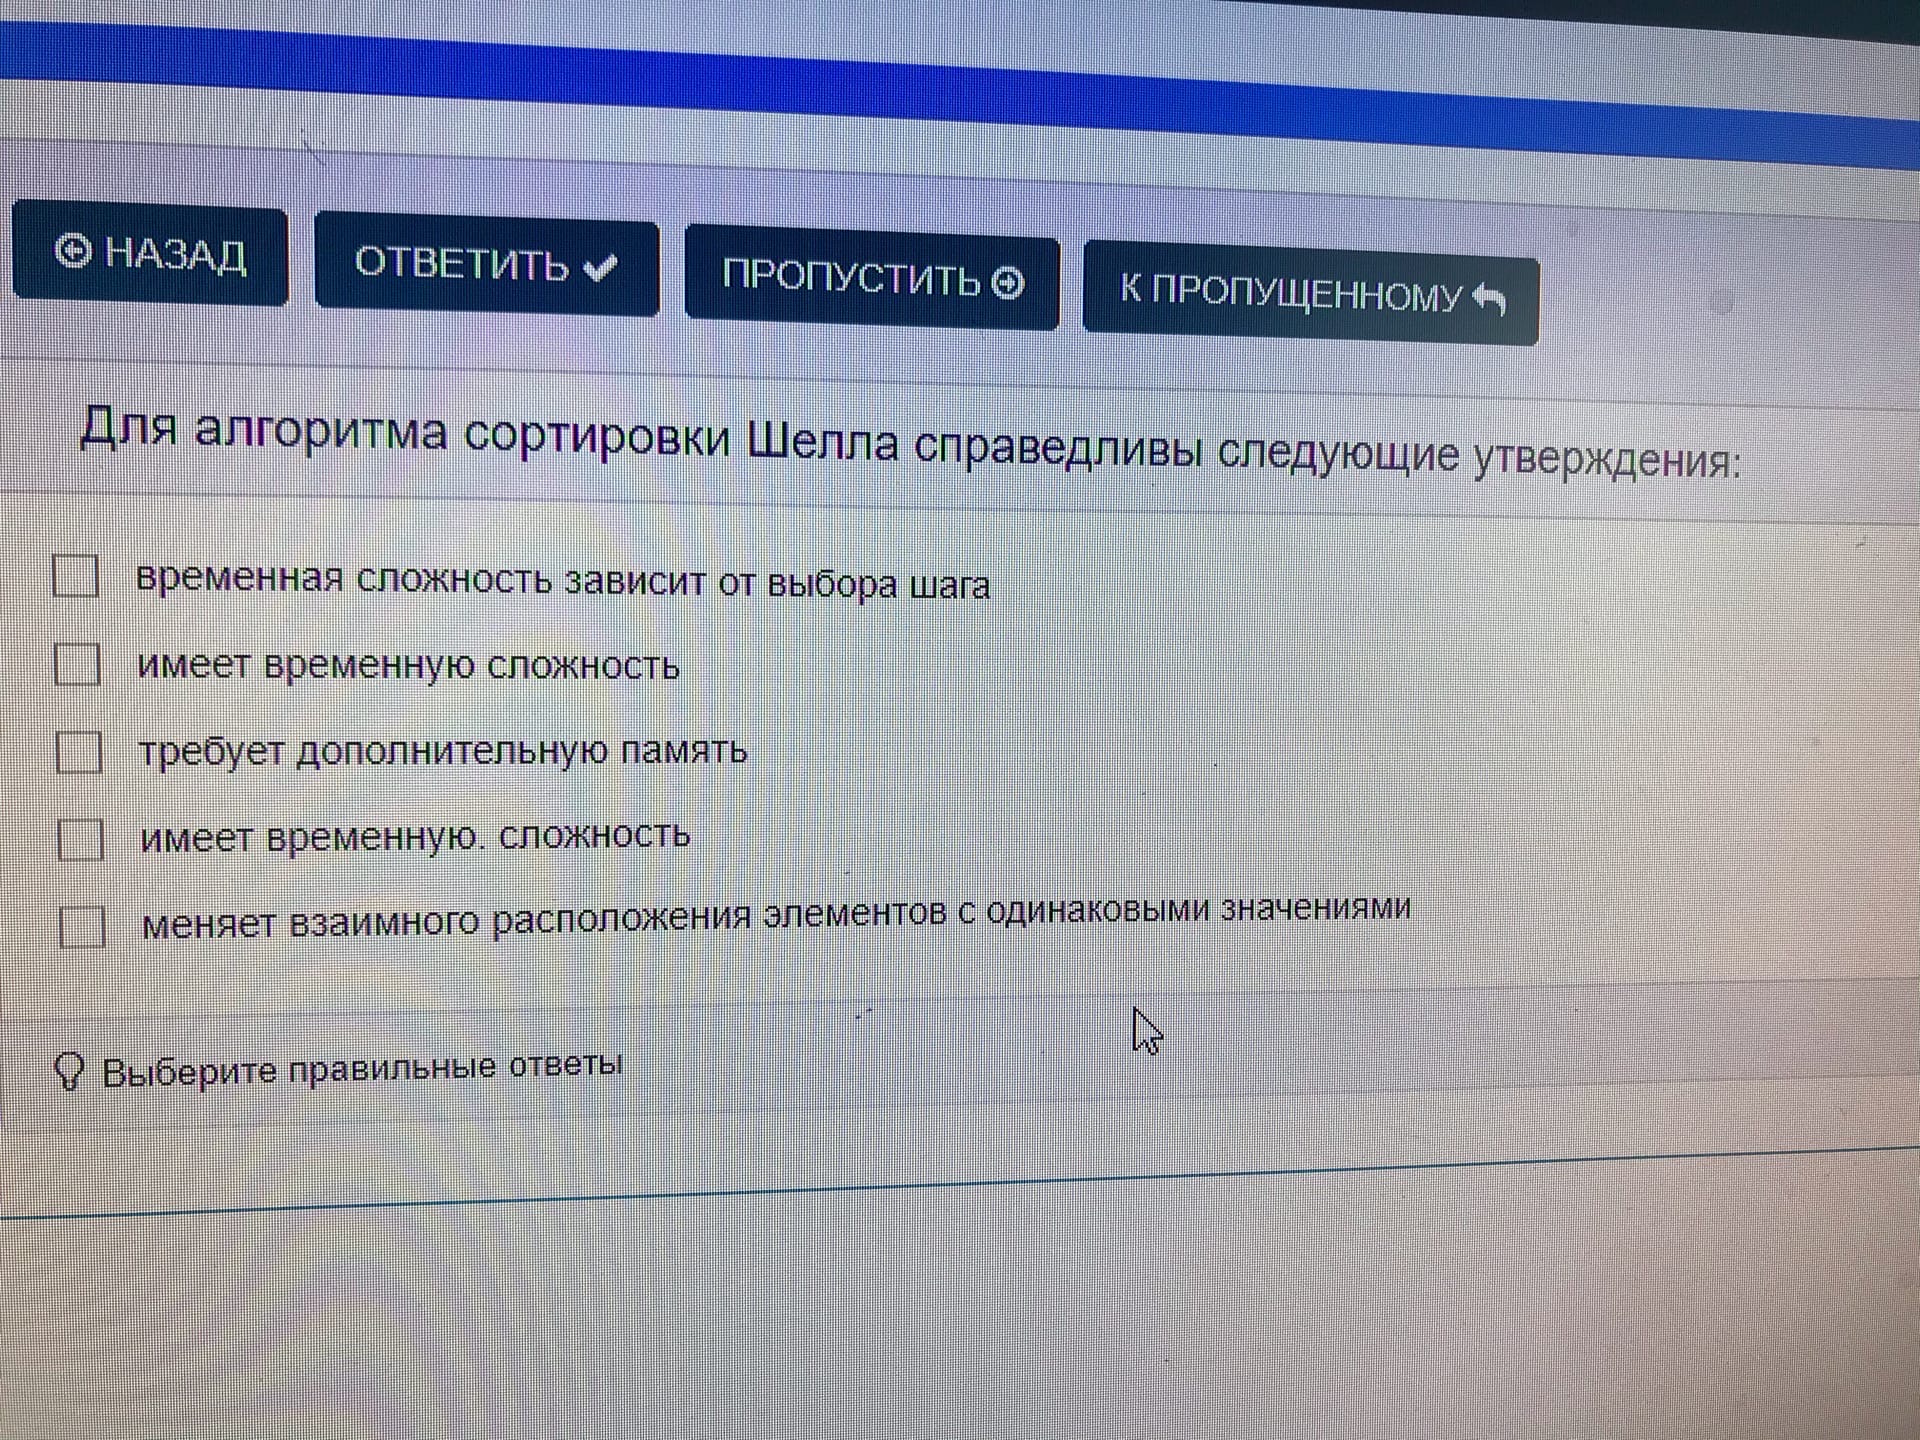 НАЗАД ОТВЕТИТЬ ПРОПУСТИТЬ К ПРОПУЩЕННОМУ
Для алгоритма сортировки Шелла справедливы следующие утверждения:
временная сложность зависит от выбора шага
имеет временную сложность
требует дополнительную память
имеет временную. сложность
меняет взаимного расположения элементов с одинаковыми значениями
Выберите правильные ответы